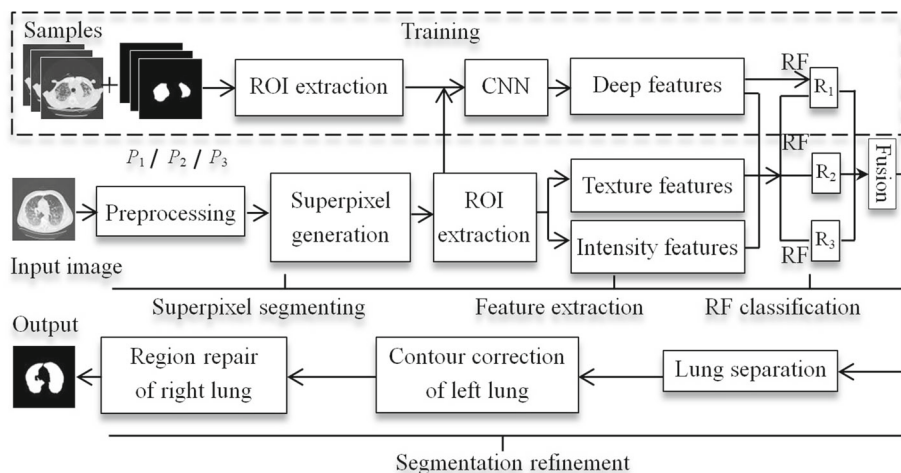 Samples
Training
+
ROI extraction
CNN
Deep features
RF
R1
P1 / P2 / P3
RF
Fusion
Preprocessing
Superpixel
generation
ROI
extraction
Texture features
R2
Intensity features
RF
R3
Input image
Superpixel segmenting
Feature extraction
RF classification
Output
Region repair
of right lung
Contour correction
of left lung
Lung separation
Segmentation refinement